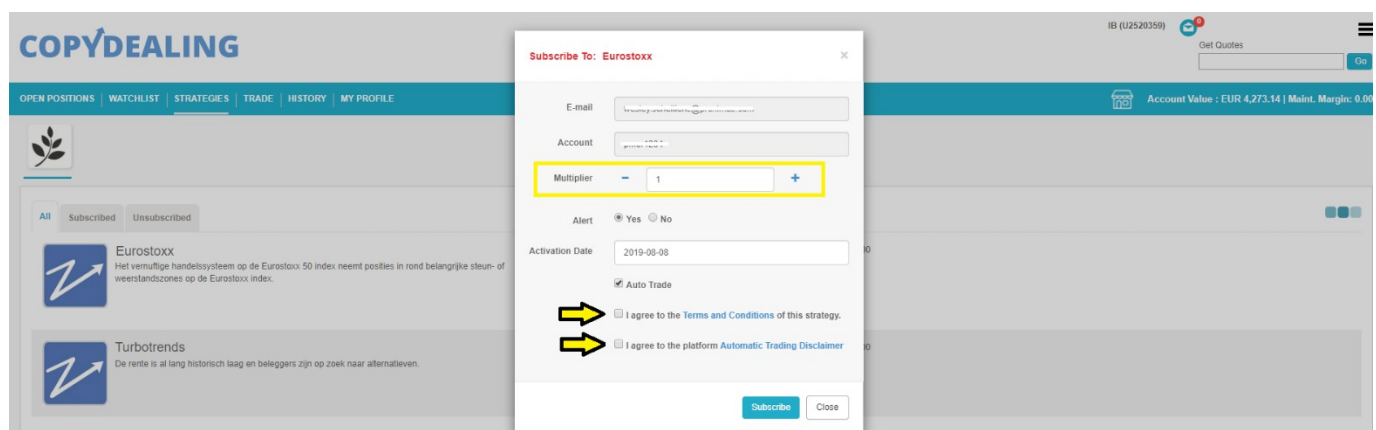 COPYDEALING
IB (U2520359)
0
Get Quotes
Go
OPEN POSITIONS | WATCHLIST | STRATEGIES | TRADE | HISTORY | MY PROFILE
Account Value : EUR 4,273.14 | Maint. Margin: 0.00
All
Subscribed
Unsubscribed
Eurostoxx
Het vernuftige handelssysteem op de Eurostoxx 50 index neemt posities in rond belangrijke steun- of
weerstandszones op de Eurostoxx index.
Turbotrends
De rente is al lang historisch laag en beleggers zijn op zoek naar alternatieven.
Subscribe To: Eurostoxx
×
E-mail
Account
Multiplier
− 1 +
Alert
Yes No
Activation Date
2019-08-08
Auto Trade
I agree to the Terms and Conditions of this strategy.
I agree to the platform Automatic Trading Disclaimer
Subscribe
Close